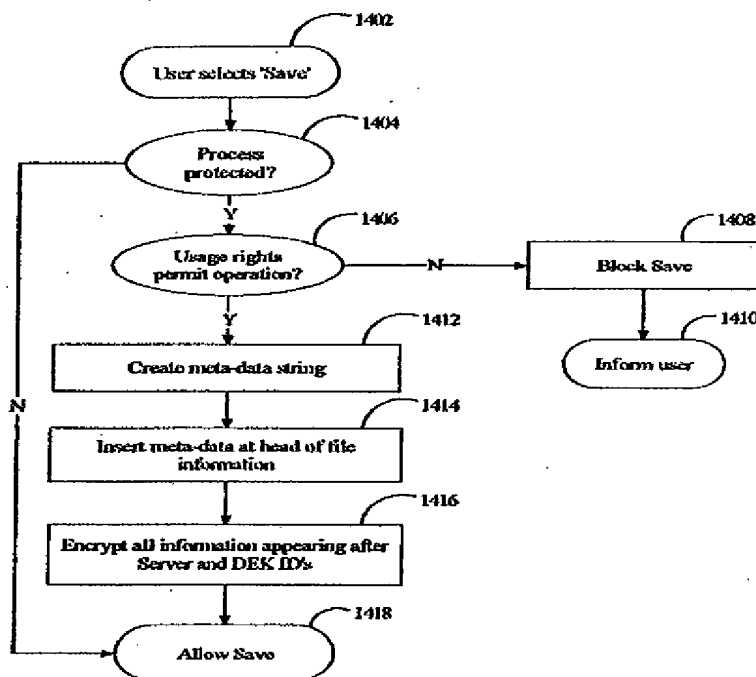 1402
User selects 'Save'
1404
Process
protected?
Y
1406
Usage rights
permit operation?
N
1408
Block Save
1410
Inform user
Y
1412
Create meta-data string
N
1414
Insert meta-data at head of file
information
1416
Encrypt all information appearing after
Server and DEK ID's
1418
Allow Save